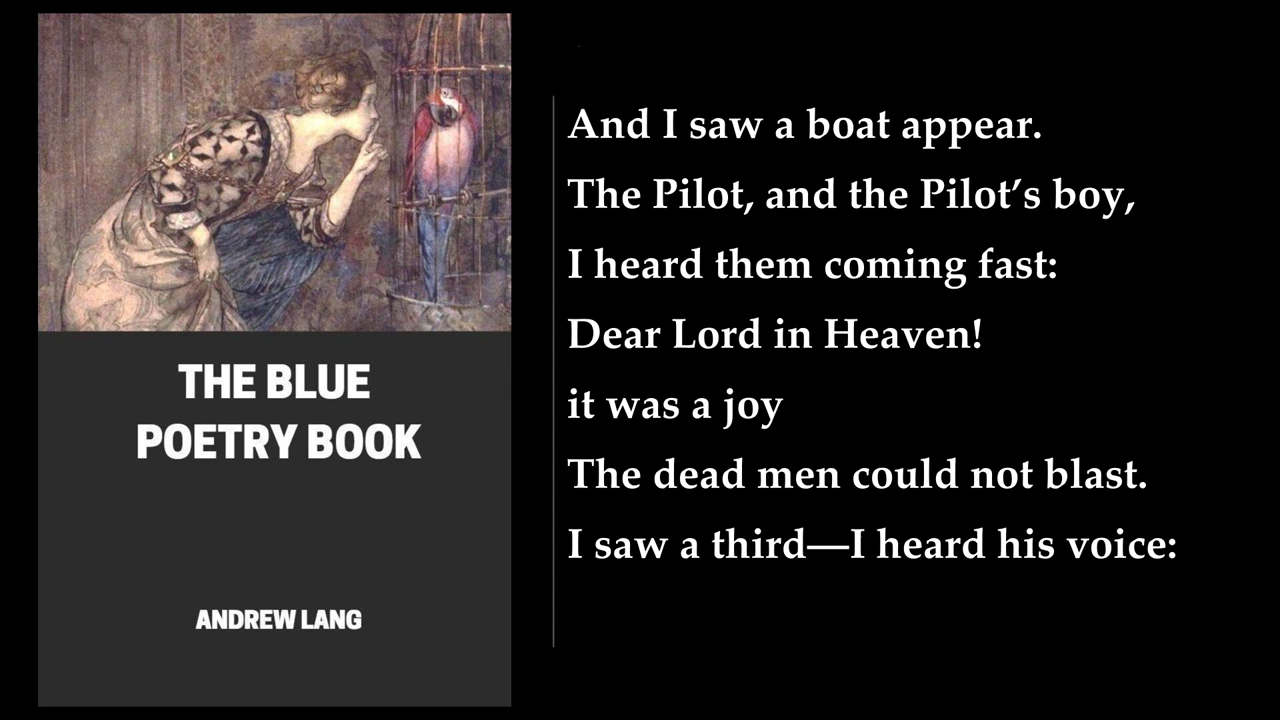 THE BLUE
POETRY BOOK
ANDREW LANG
And I saw a boat appear.
The Pilot, and the Pilot’s boy,
I heard them coming fast:
Dear Lord in Heaven!
it was a joy
The dead men could not blast.
I saw a third—I heard his voice: